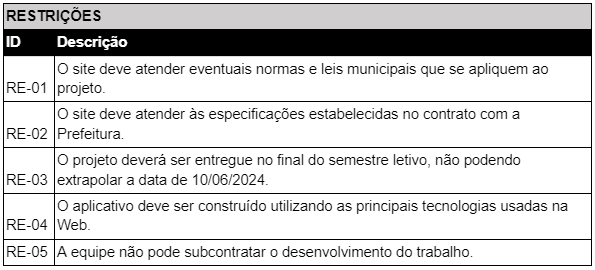 RESTRIÇÕES
ID Descrição
O site deve atender eventuais normas e leis municipais que se apliquem ao
RE-01 projeto.
O site deve atender às especificações estabelecidas no contrato com a
RE-02 Prefeitura.
O projeto deverá ser entregue no final do semestre letivo, não podendo
RE-03 extrapolar a data de 10/06/2024.
O aplicativo deve ser construído utilizando as principais tecnologias usadas na
RE-04 Web.
RE-05 A equipe não pode subcontratar o desenvolvimento do trabalho.